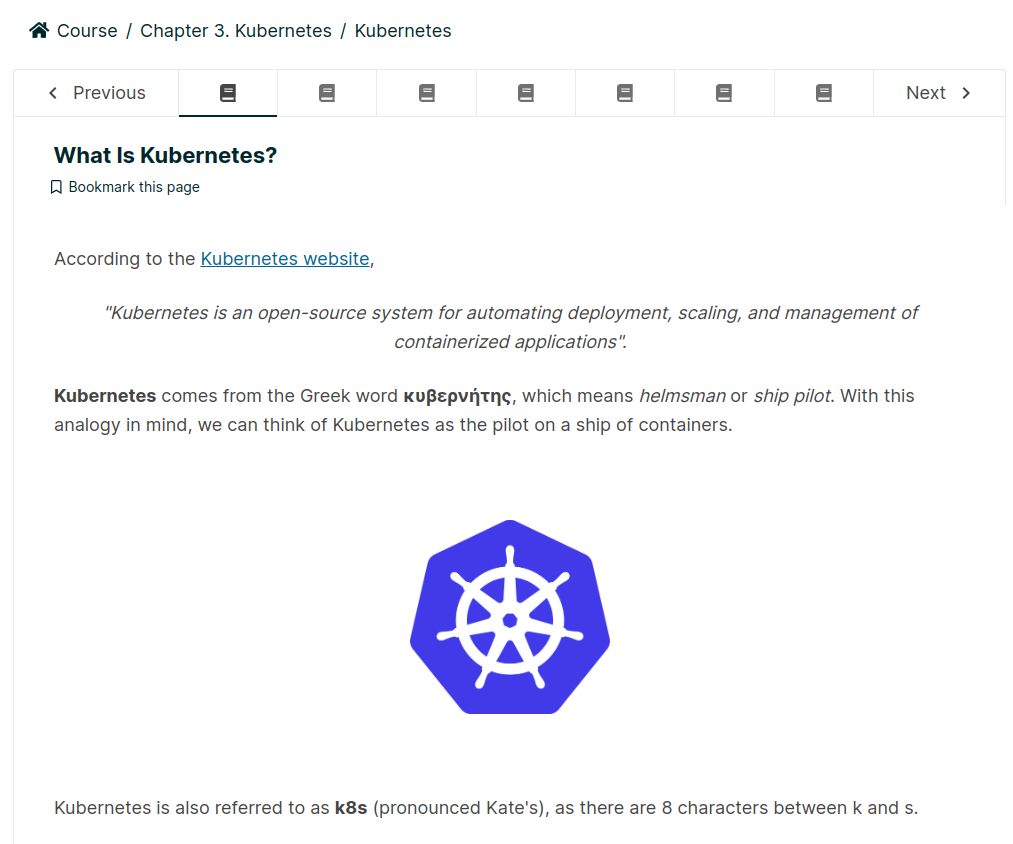 Course / Chapter 3. Kubernetes / Kubernetes
Previous
Next
What Is Kubernetes?
Bookmark this page
According to the Kubernetes website,
"Kubernetes is an open-source system for automating deployment, scaling, and management of
containerized applications".
Kubernetes comes from the Greek word κυβερνήτης, which means helmsman or ship pilot. With this
analogy in mind, we can think of Kubernetes as the pilot on a ship of containers.
Kubernetes is also referred to as k8s (pronounced Kate's), as there are 8 characters between k and s.